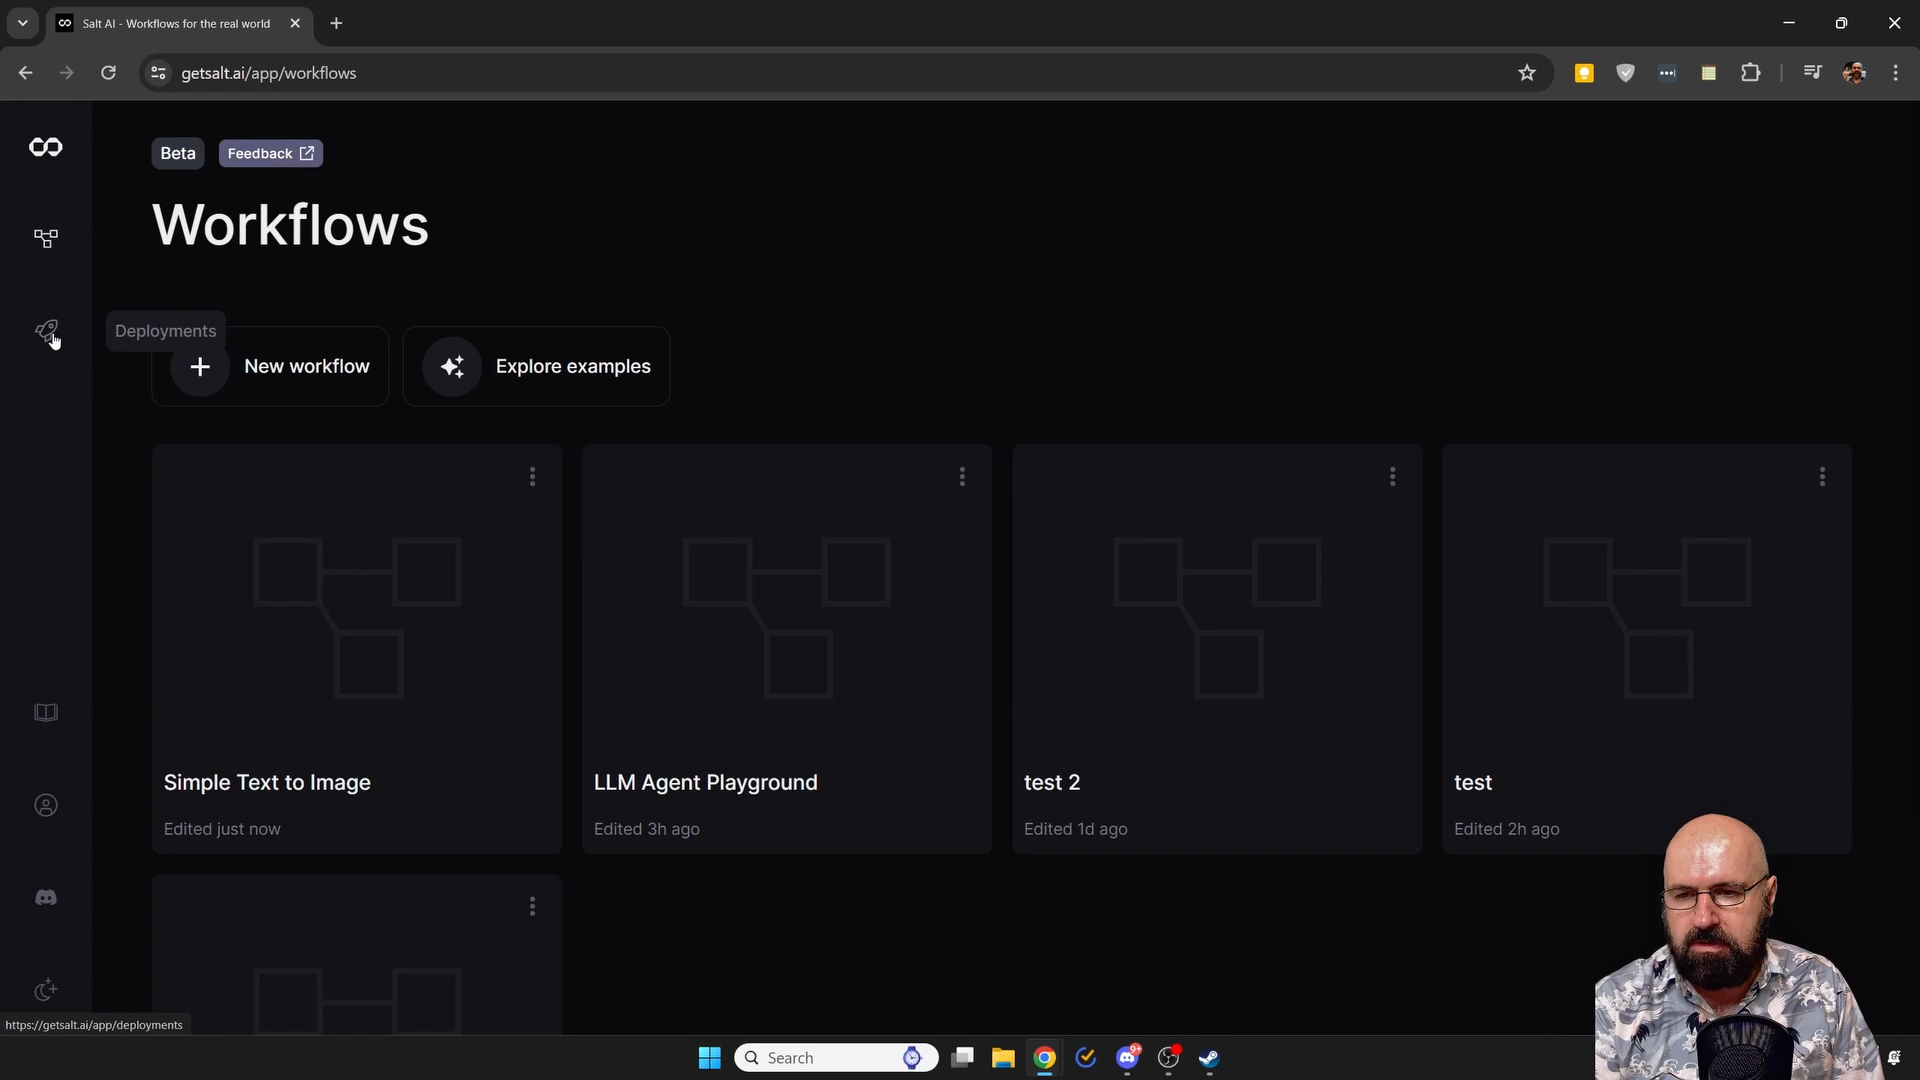 Salt AI - Workflows for the real world
getsalt.ai/app/workflows
Beta
Feedback
Workflows
Deployments
New workflow
Explore examples
Simple Text to Image
Edited just now
LLM Agent Playground
Edited 3h ago
test 2
Edited 1d ago
test
Edited 2h ago
https://getsalt.ai/app/deployments
Search
9+